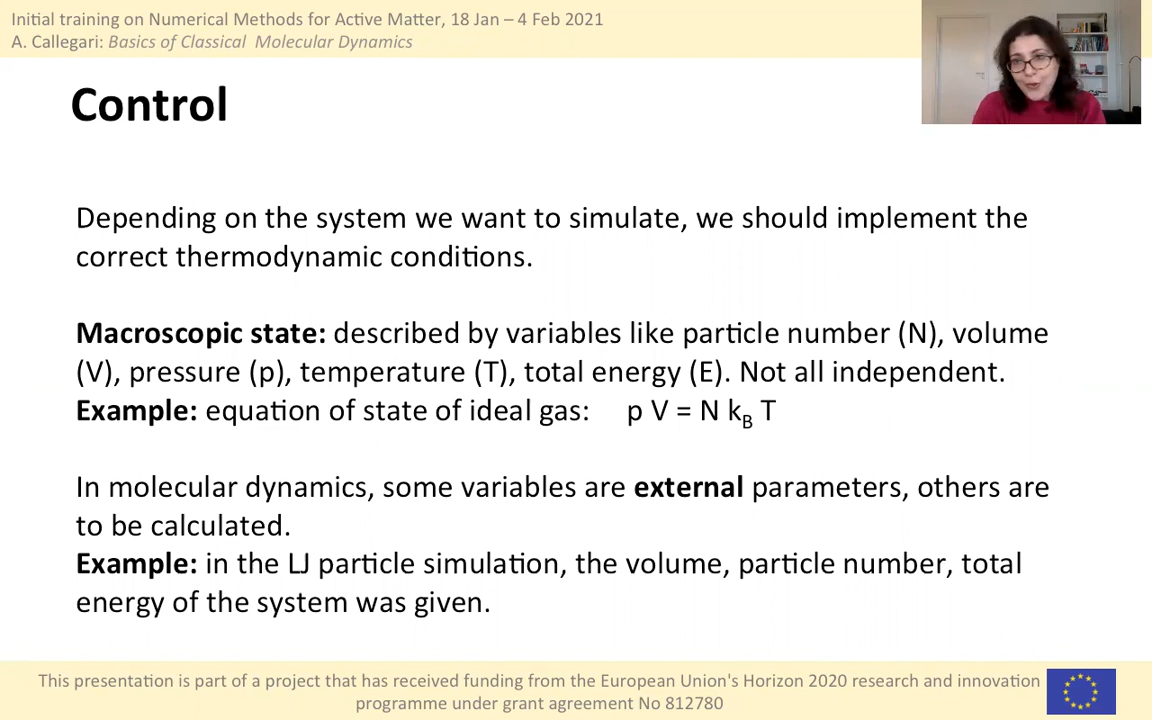 Initial training on Numerical Methods for Active Matter, 18 Jan – 4 Feb 2021
A. Callegari: Basics of Classical Molecular Dynamics
Control
Depending on the system we want to simulate, we should implement the
correct thermodynamic conditions.
Macroscopic state: described by variables like particle number (N), volume
(V), pressure (p), temperature (T), total energy (E). Not all independent.
Example: equation of state of ideal gas: p V = N k_B T
In molecular dynamics, some variables are external parameters, others are
to be calculated.
Example: in the LJ particle simulation, the volume, particle number, total
energy of the system was given.
This presentation is part of a project that has received funding from the European Union's Horizon 2020 research and innovation
programme under grant agreement No 812780